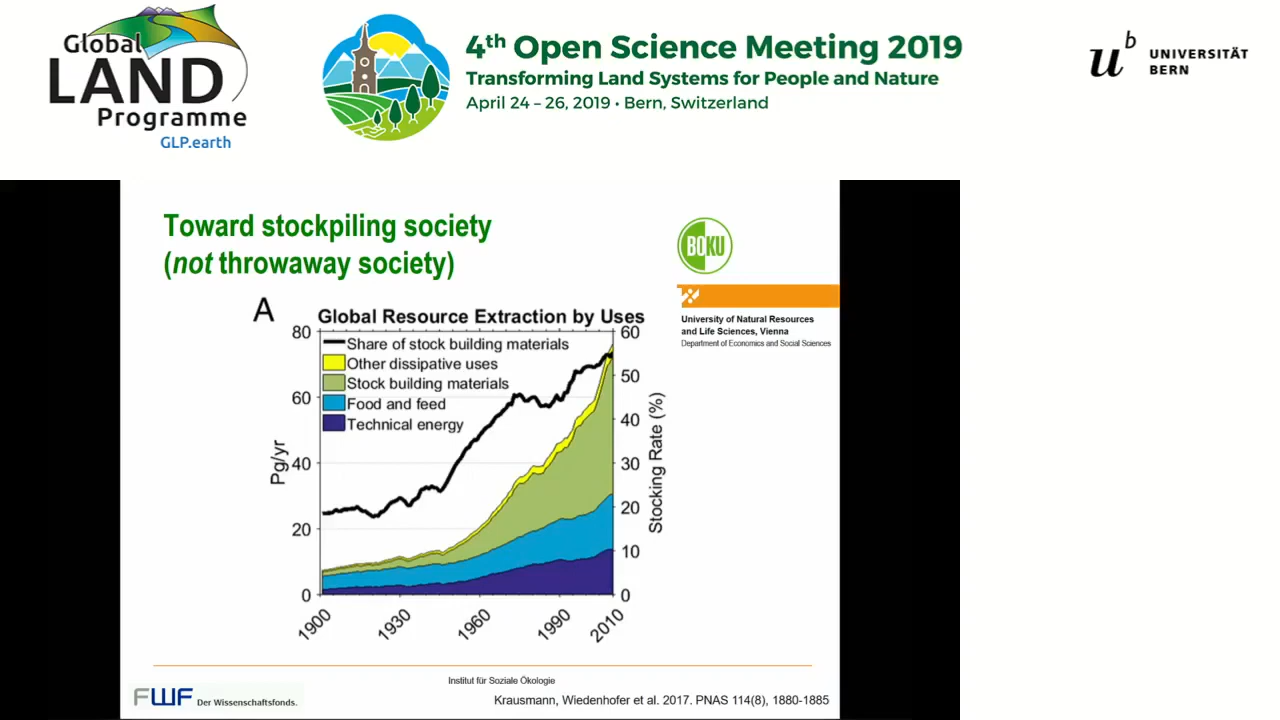 Global
LAND
Programme
GLP.earth
4th Open Science Meeting 2019
Transforming Land Systems for People and Nature
April 24 – 26, 2019 • Bern, Switzerland
u b
UNIVERSITÄT
BERN
Toward stockpiling society
(not throwaway society)
BOKU
University of Natural Resources
and Life Sciences, Vienna
Department of Economics and Social Sciences
A
Global Resource Extraction by Uses
Share of stock building materials
Other dissipative uses
Stock building materials
Food and feed
Technical energy
Pg/yr
80
60
40
20
0
Stocking Rate (%)
60
50
40
30
20
10
0
1900
1930
1960
1990
2010
Institut für Soziale Ökologie
FWF Der Wissenschaftsfonds.
Krausmann, Wiedenhofer et al. 2017. PNAS 114(8), 1880-1885